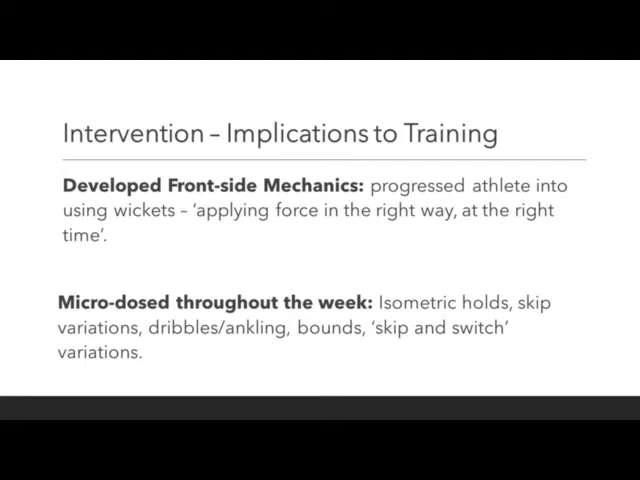 Intervention – Implications to Training
Developed Front-side Mechanics: progressed athlete into
using wickets – ‘applying force in the right way, at the right
time’.
Micro-dosed throughout the week: Isometric holds, skip
variations, dribbles/ankling, bounds, ‘skip and switch’
variations.